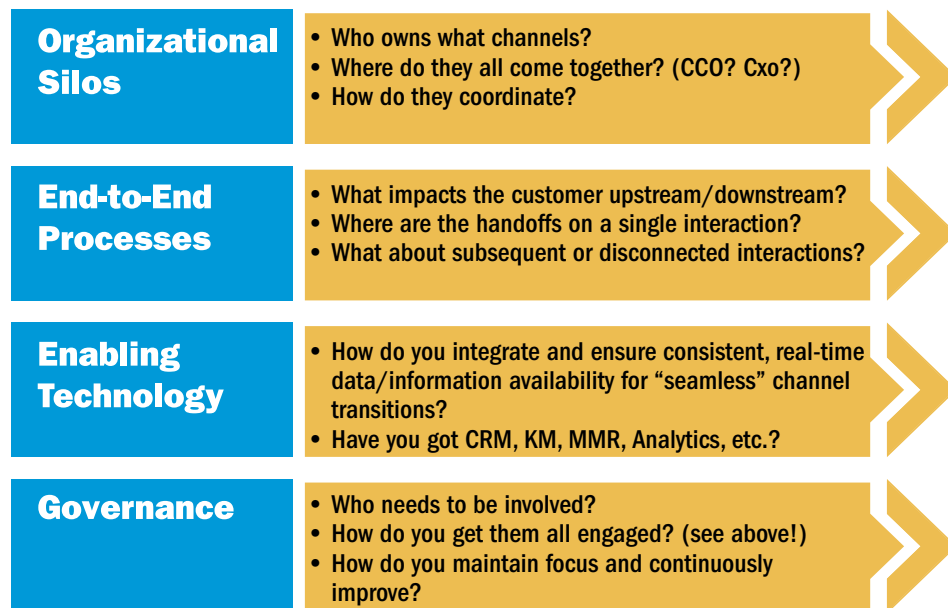 Organizational
Silos
• Who owns what channels?
• Where do they all come together? (CCO? Cxo?)
• How do they coordinate?
End-to-End
Processes
• What impacts the customer upstream/downstream?
• Where are the handoffs on a single interaction?
• What about subsequent or disconnected interactions?
Enabling
Technology
• How do you integrate and ensure consistent, real-time
data/information availability for “seamless” channel
transitions?
• Have you got CRM, KM, MMR, Analytics, etc.?
Governance
• Who needs to be involved?
• How do you get them all engaged? (see above!)
• How do you maintain focus and continuously
improve?